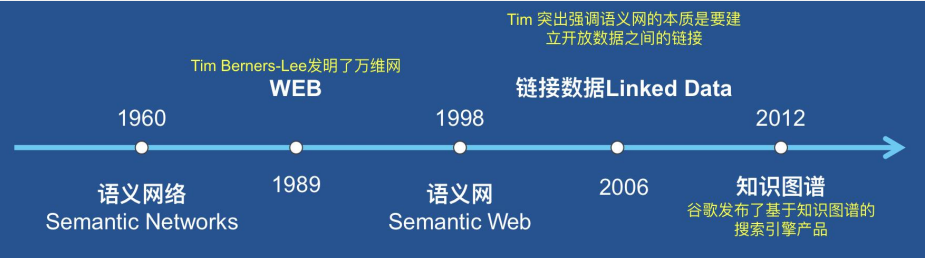 Tim 突出强调语义网的本质是要建
立开放数据之间的链接
Tim Berners-Lee发明了万维网
WEB
链接数据Linked Data
1960
1998
2012
1989
2006
语义网络
Semantic Networks
语义网
Semantic Web
知识图谱
谷歌发布了基于知识图谱的
搜索引擎产品